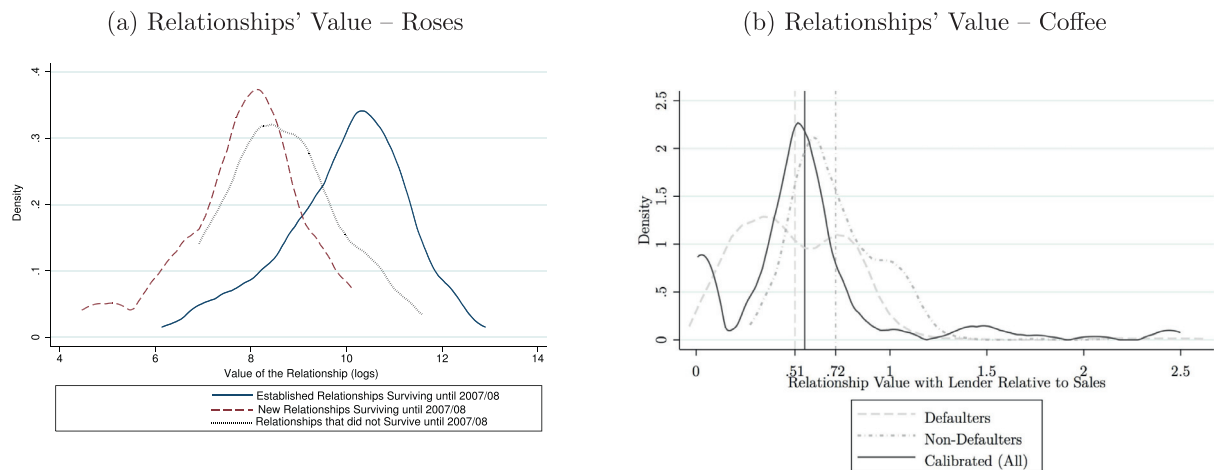 (a) Relationships' Value – Roses
.4
.3
.2
.1
0
Density
4 6 8 10 12 14
Value of the Relationship (logs)
Established Relationships Surviving until 2007/08
New Relationships Surviving until 2007/08
Relationships that did not Survive until 2007/08
(b) Relationships' Value – Coffee
2.5
2
1.5
1
.5
0
Density
0 .51 .72 1 1.5 2 2.5
Relationship Value with Lender Relative to Sales
Defaulters
Non-Defaulters
Calibrated (All)